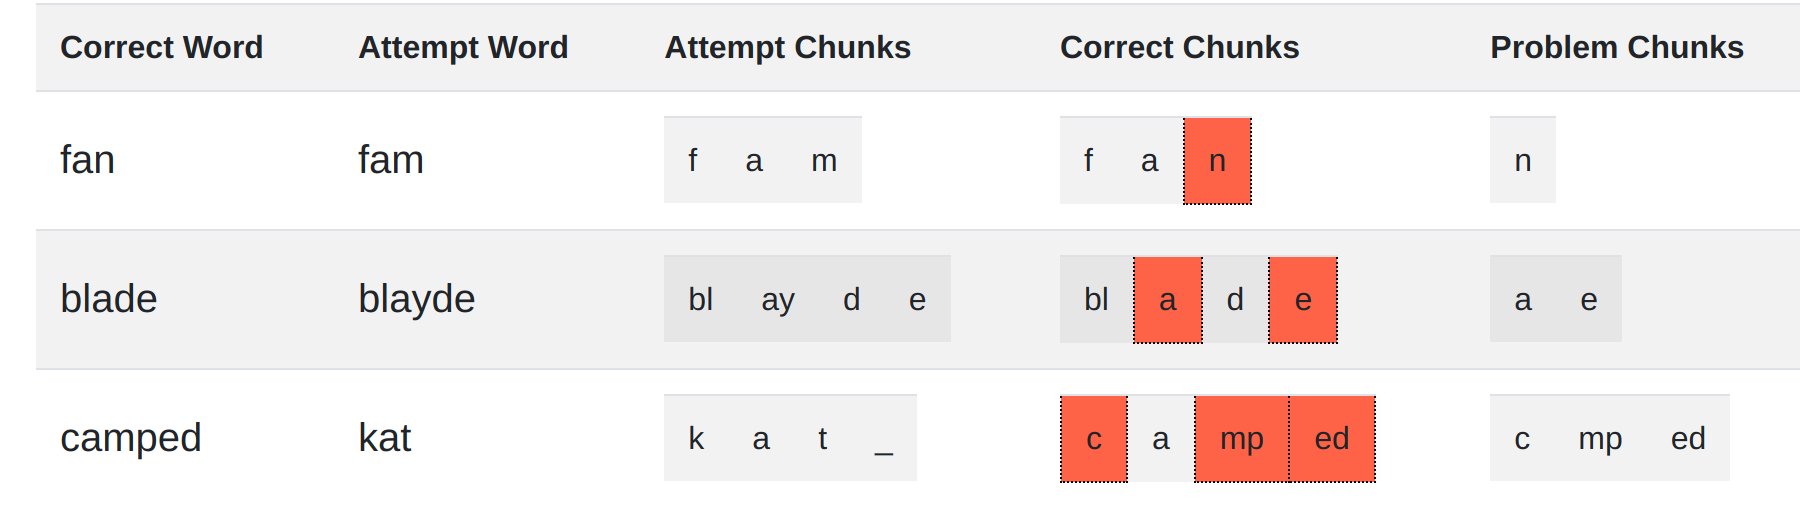 Correct Word Attempt Word Attempt Chunks Correct Chunks Problem Chunks
fan fam f a m f a n n
blade blayde bl ay d e bl a d e a e
camped kat k a t _ c a mp ed c mp ed